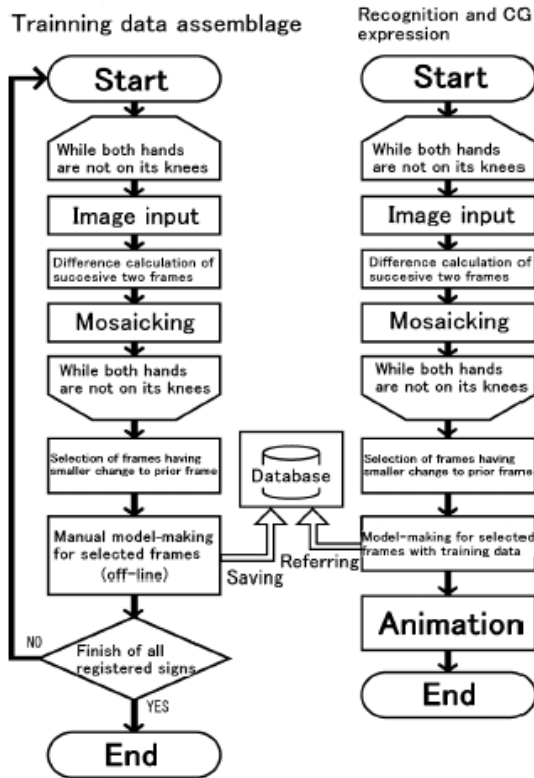 Trainning data assemblage
Start
While both hands
are not on its knees
Image input
Difference calculation of
succesive two frames
Mosaicking
While both hands
are not on its knees
Selection of frames having
smaller change to prior frame
Manual model-making
for selected frames
(off-line)
Saving
NO
Finish of all
registered signs
YES
End
Database
Referring
Recognition and CG
expression
Start
While both hands
are not on its knees
Image input
Difference calculation of
succesive two frames
Mosaicking
While both hands
are not on its knees
Selection of frames having
smaller change to prior frame
Model-making for selected
frames with training data
Animation
End